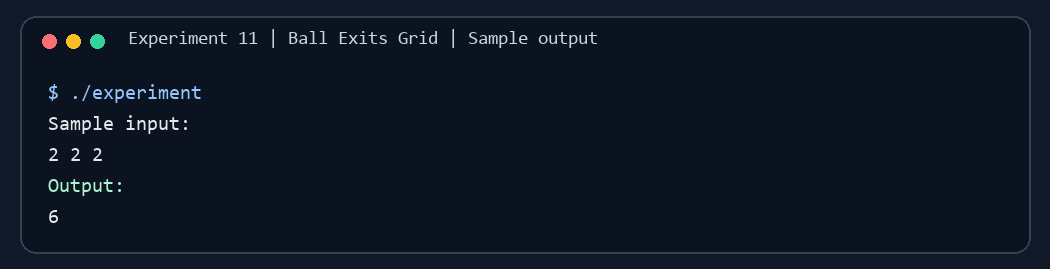 Experiment 11 | Ball Exits Grid | Sample output
$ ./experiment
Sample input:
2 2 2
Output:
6